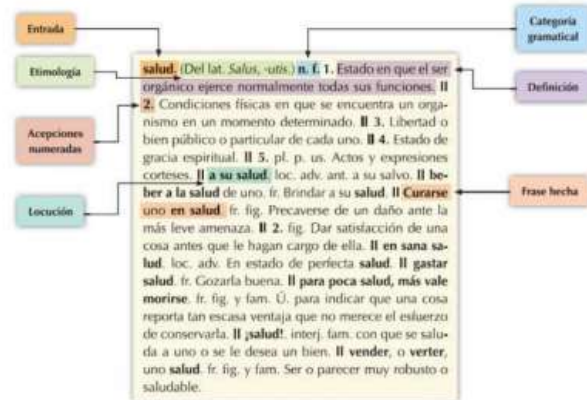 Entrada
Etimología
Acepciones
numeradas
Locución
salud. (Del lat. Salus, -utis.) n. f. 1. Estado en que el ser
orgánico ejerce normalmente todas sus funciones. ||
2. Condiciones físicas en que se encuentra un orga-
nismo en un momento determinado. || 3. Libertad o
bien público o particular de cada uno. || 4. Estado de
gracia espiritual. || 5. pl. p. us. Actos y expresiones
corteses. || a su salud. loc. adv. ant. a su salvo. || be-
ber a la salud de uno. fr. Brindar a su salud. || Curarse
uno en salud. fr. fig. Precaverse de un daño ante la
más leve amenaza. || 2. fig. Dar satisfacción de una
cosa antes que le hagan cargo de ella. || en sana sa-
lud. loc. adv. En estado de perfecta salud. || gastar
salud. fr. Gozarla buena. || para poca salud, más vale
morirse. fr. fig. y fam. Ú. para indicar que una cosa
reporta tan escasa ventaja que no merece el esfuerzo
de conservarla. || ¡salud!. interj. fam. con que se salu-
da a uno o se le desea un bien. || vender, o verter,
uno salud. fr. fig. y fam. Ser o parecer muy robusto o
saludable.
Categoría
gramatical
Definición
Frase hecha